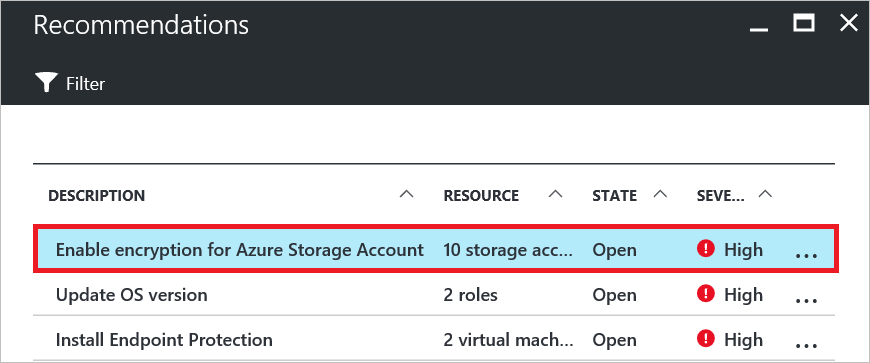 Recommendations
Filter
DESCRIPTION RESOURCE STATE SEVE...
Enable encryption for Azure Storage Account 10 storage acc... Open High ...
Update OS version 2 roles Open High ...
Install Endpoint Protection 2 virtual mach... Open High ...